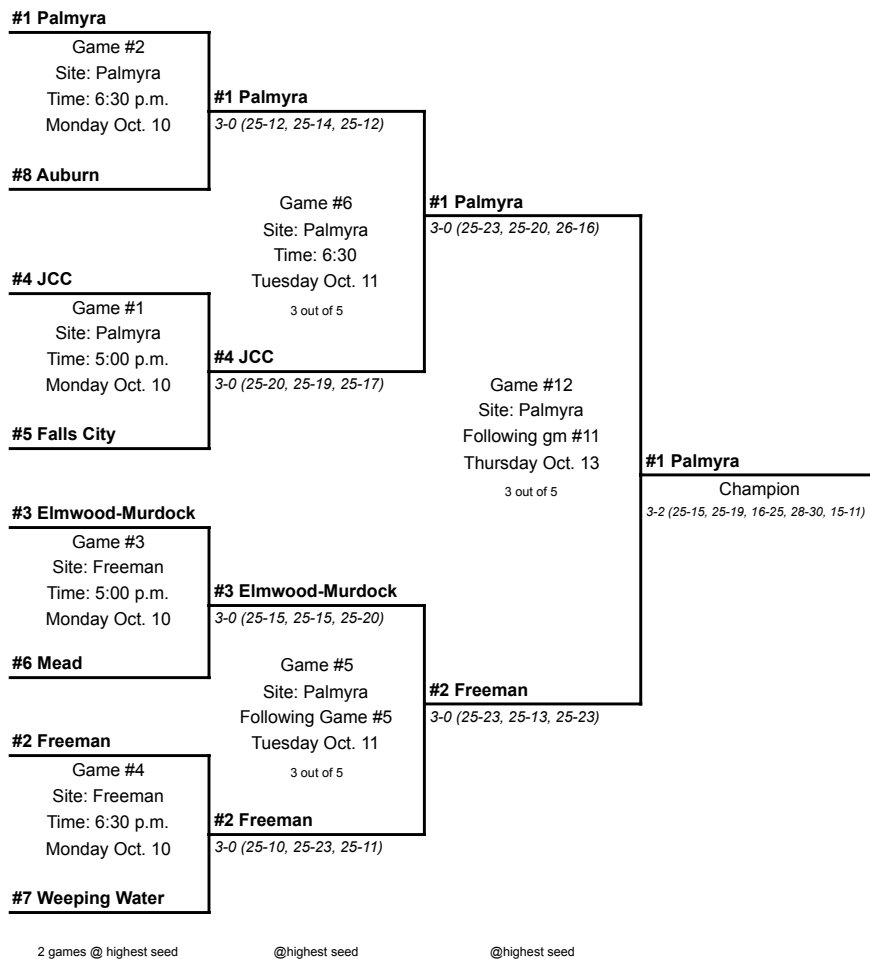 #1 Palmyra
Game #2
Site: Palmyra
Time: 6:30 p.m.
Monday Oct. 10
#8 Auburn
#1 Palmyra
3-0 (25-12, 25-14, 25-12)
#4 JCC
Game #1
Site: Palmyra
Time: 5:00 p.m.
Monday Oct. 10
#5 Falls City
#4 JCC
3-0 (25-20, 25-19, 25-17)
Game #6
Site: Palmyra
Time: 6:30
Tuesday Oct. 11
3 out of 5
#1 Palmyra
3-0 (25-23, 25-20, 26-16)
#3 Elmwood-Murdock
Game #3
Site: Freeman
Time: 5:00 p.m.
Monday Oct. 10
#6 Mead
#3 Elmwood-Murdock
3-0 (25-15, 25-15, 25-20)
#2 Freeman
Game #4
Site: Freeman
Time: 6:30 p.m.
Monday Oct. 10
#7 Weeping Water
#2 Freeman
3-0 (25-10, 25-23, 25-11)
Game #5
Site: Palmyra
Following Game #5
Tuesday Oct. 11
3 out of 5
#2 Freeman
3-0 (25-23, 25-13, 25-23)
Game #12
Site: Palmyra
Following gm #11
Thursday Oct. 13
3 out of 5
#1 Palmyra
Champion
3-2 (25-15, 25-19, 16-25, 28-30, 15-11)
2 games @ highest seed
@highest seed
@highest seed